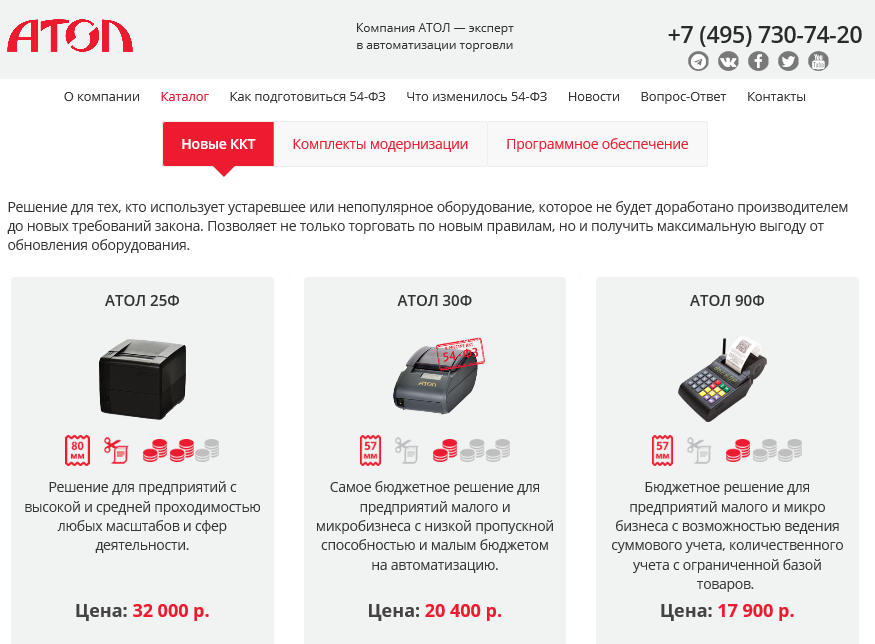 АТОЛ
Компания АТОЛ — эксперт
в автоматизации торговли
+7 (495) 730-74-20
You
Tube
О компании Каталог Как подготовиться 54-ФЗ Что изменилось 54-ФЗ Новости Вопрос-Ответ Контакты
Новые ККТ Комплекты модернизации Программное обеспечение
Решение для тех, кто использует устаревшее или непопулярное оборудование, которое не будет доработано производителем
до новых требований закона. Позволяет не только торговать по новым правилам, но и получить максимальную выгоду от
обновления оборудования.
АТОЛ 25Ф
80
мм
Решение для предприятий с
высокой и средней проходимостью
любых масштабов и сфер
деятельности.
Цена: 32 000 р.
АТОЛ 30Ф
54-ФЗ
АТОЛ
57
мм
Самое бюджетное решение для
предприятий малого и
микробизнеса с низкой пропускной
способностью и малым бюджетом
на автоматизацию.
Цена: 20 400 р.
АТОЛ 90Ф
57
мм
Бюджетное решение для
предприятий малого и микро
бизнеса с возможностью ведения
суммового учета, количественного
учета с ограниченной базой
товаров.
Цена: 17 900 р.